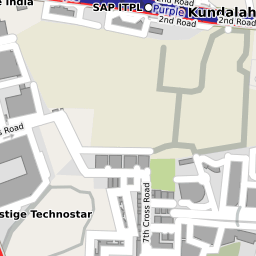 e India
SAP ITPL
2nd Road
Purple
2nd Road
Kundalah
s Road
stige Technostar
7th Cross Road